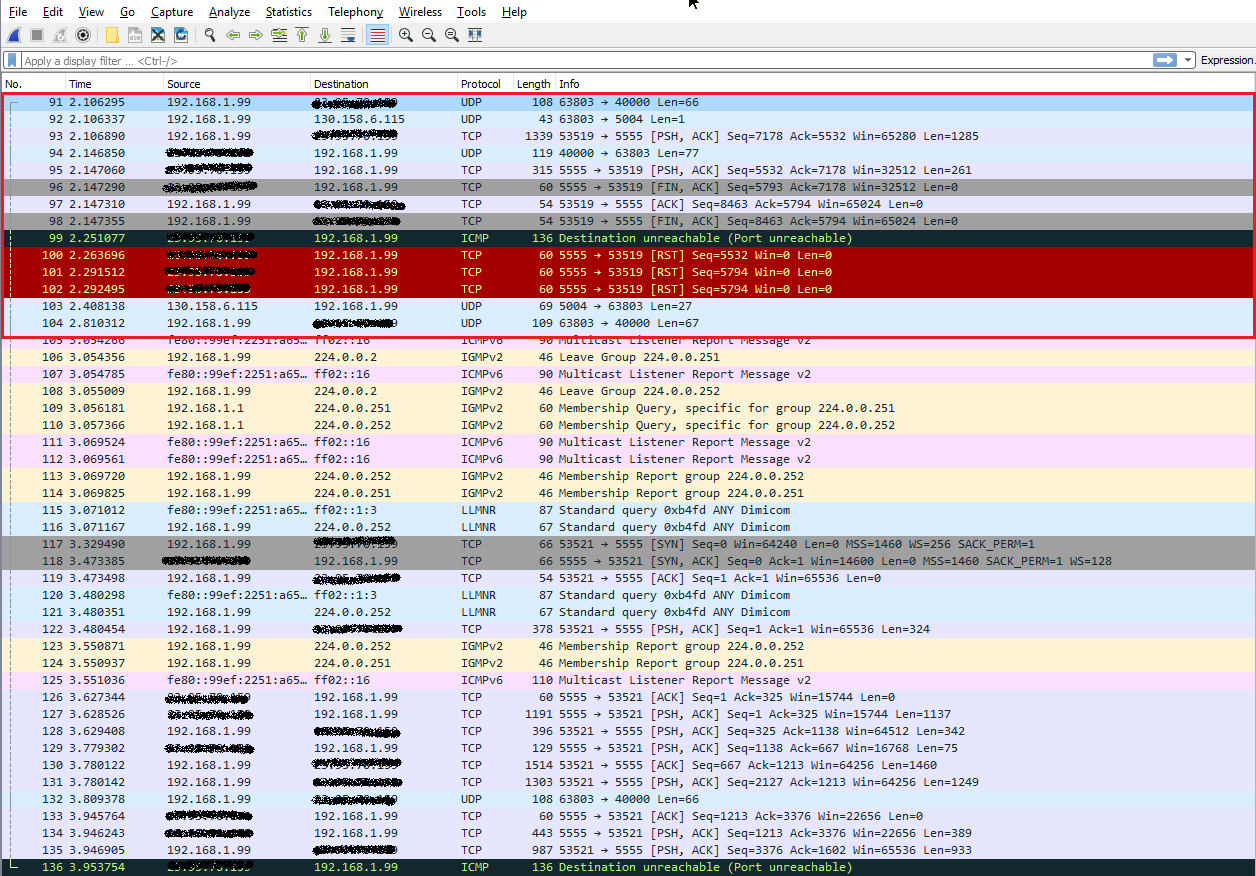 File Edit View Go Capture Analyze Statistics Telephony Wireless Tools Help
Apply a display filter ... <Ctrl-/> Expression
No. Time Source Destination Protocol Length Info
91 2.106295 192.168.1.99 UDP 108 63803 → 40000 Len=66
92 2.106337 192.168.1.99 130.158.6.115 UDP 43 63803 → 5004 Len=1
93 2.106890 192.168.1.99 TCP 1339 53519 → 5555 [PSH, ACK] Seq=7178 Ack=5532 Win=65280 Len=1285
94 2.146850 192.168.1.99 UDP 119 40000 → 63803 Len=77
95 2.147060 192.168.1.99 TCP 315 5555 → 53519 [PSH, ACK] Seq=5532 Ack=7178 Win=32512 Len=261
96 2.147290 192.168.1.99 TCP 60 5555 → 53519 [FIN, ACK] Seq=5793 Ack=7178 Win=32512 Len=0
97 2.147310 192.168.1.99 TCP 54 53519 → 5555 [ACK] Seq=8463 Ack=5794 Win=65024 Len=0
98 2.147355 192.168.1.99 TCP 54 53519 → 5555 [FIN, ACK] Seq=8463 Ack=5794 Win=65024 Len=0
99 2.251077 192.168.1.99 ICMP 136 Destination unreachable (Port unreachable)
100 2.263696 192.168.1.99 TCP 60 5555 → 53519 [RST] Seq=5532 Win=0 Len=0
101 2.291512 192.168.1.99 TCP 60 5555 → 53519 [RST] Seq=5794 Win=0 Len=0
102 2.292495 192.168.1.99 TCP 60 5555 → 53519 [RST] Seq=5794 Win=0 Len=0
103 2.408138 130.158.6.115 192.168.1.99 UDP 69 5004 → 63803 Len=27
104 2.810312 192.168.1.99 UDP 109 63803 → 40000 Len=67
105 3.054266 fe80::99ef:2251:a65… ff02::16 ICMPv6 90 Multicast Listener Report Message v2
106 3.054356 192.168.1.99 224.0.0.2 IGMPv2 46 Leave Group 224.0.0.251
107 3.054785 fe80::99ef:2251:a65… ff02::16 ICMPv6 90 Multicast Listener Report Message v2
108 3.055009 192.168.1.99 224.0.0.2 IGMPv2 46 Leave Group 224.0.0.252
109 3.056181 192.168.1.1 224.0.0.251 IGMPv2 60 Membership Query, specific for group 224.0.0.251
110 3.057366 192.168.1.1 224.0.0.252 IGMPv2 60 Membership Query, specific for group 224.0.0.252
111 3.069524 fe80::99ef:2251:a65… ff02::16 ICMPv6 90 Multicast Listener Report Message v2
112 3.069561 fe80::99ef:2251:a65… ff02::16 ICMPv6 90 Multicast Listener Report Message v2
113 3.069720 192.168.1.99 224.0.0.252 IGMPv2 46 Membership Report group 224.0.0.252
114 3.069825 192.168.1.99 224.0.0.251 IGMPv2 46 Membership Report group 224.0.0.251
115 3.071012 fe80::99ef:2251:a65… ff02::1:3 LLMNR 87 Standard query 0xb4fd ANY Dimicom
116 3.071167 192.168.1.99 224.0.0.252 LLMNR 67 Standard query 0xb4fd ANY Dimicom
117 3.329490 192.168.1.99 TCP 66 53521 → 5555 [SYN] Seq=0 Win=64240 Len=0 MSS=1460 WS=256 SACK_PERM=1
118 3.473385 192.168.1.99 TCP 66 5555 → 53521 [SYN, ACK] Seq=0 Ack=1 Win=14600 Len=0 MSS=1460 SACK_PERM=1 WS=128
119 3.473498 192.168.1.99 TCP 54 53521 → 5555 [ACK] Seq=1 Ack=1 Win=65536 Len=0
120 3.480298 fe80::99ef:2251:a65… ff02::1:3 LLMNR 87 Standard query 0xb4fd ANY Dimicom
121 3.480351 192.168.1.99 224.0.0.252 LLMNR 67 Standard query 0xb4fd ANY Dimicom
122 3.480454 192.168.1.99 TCP 378 53521 → 5555 [PSH, ACK] Seq=1 Ack=1 Win=65536 Len=324
123 3.550871 192.168.1.99 224.0.0.252 IGMPv2 46 Membership Report group 224.0.0.252
124 3.550937 192.168.1.99 224.0.0.251 IGMPv2 46 Membership Report group 224.0.0.251
125 3.551036 fe80::99ef:2251:a65… ff02::16 ICMPv6 110 Multicast Listener Report Message v2
126 3.627344 192.168.1.99 TCP 60 5555 → 53521 [ACK] Seq=1 Ack=325 Win=15744 Len=0
127 3.628526 192.168.1.99 TCP 1191 5555 → 53521 [PSH, ACK] Seq=1 Ack=325 Win=15744 Len=1137
128 3.629408 192.168.1.99 TCP 396 53521 → 5555 [PSH, ACK] Seq=325 Ack=1138 Win=64512 Len=342
129 3.779302 192.168.1.99 TCP 129 5555 → 53521 [PSH, ACK] Seq=1138 Ack=667 Win=16768 Len=75
130 3.780122 192.168.1.99 TCP 1514 53521 → 5555 [ACK] Seq=667 Ack=1213 Win=64256 Len=1460
131 3.780142 192.168.1.99 TCP 1303 53521 → 5555 [PSH, ACK] Seq=2127 Ack=1213 Win=64256 Len=1249
132 3.809378 192.168.1.99 UDP 108 63803 → 40000 Len=66
133 3.945764 192.168.1.99 TCP 60 5555 → 53521 [ACK] Seq=1213 Ack=3376 Win=22656 Len=0
134 3.946243 192.168.1.99 TCP 443 5555 → 53521 [PSH, ACK] Seq=1213 Ack=3376 Win=22656 Len=389
135 3.946905 192.168.1.99 TCP 987 53521 → 5555 [PSH, ACK] Seq=3376 Ack=1602 Win=65536 Len=933
136 3.953754 192.168.1.99 ICMP 136 Destination unreachable (Port unreachable)